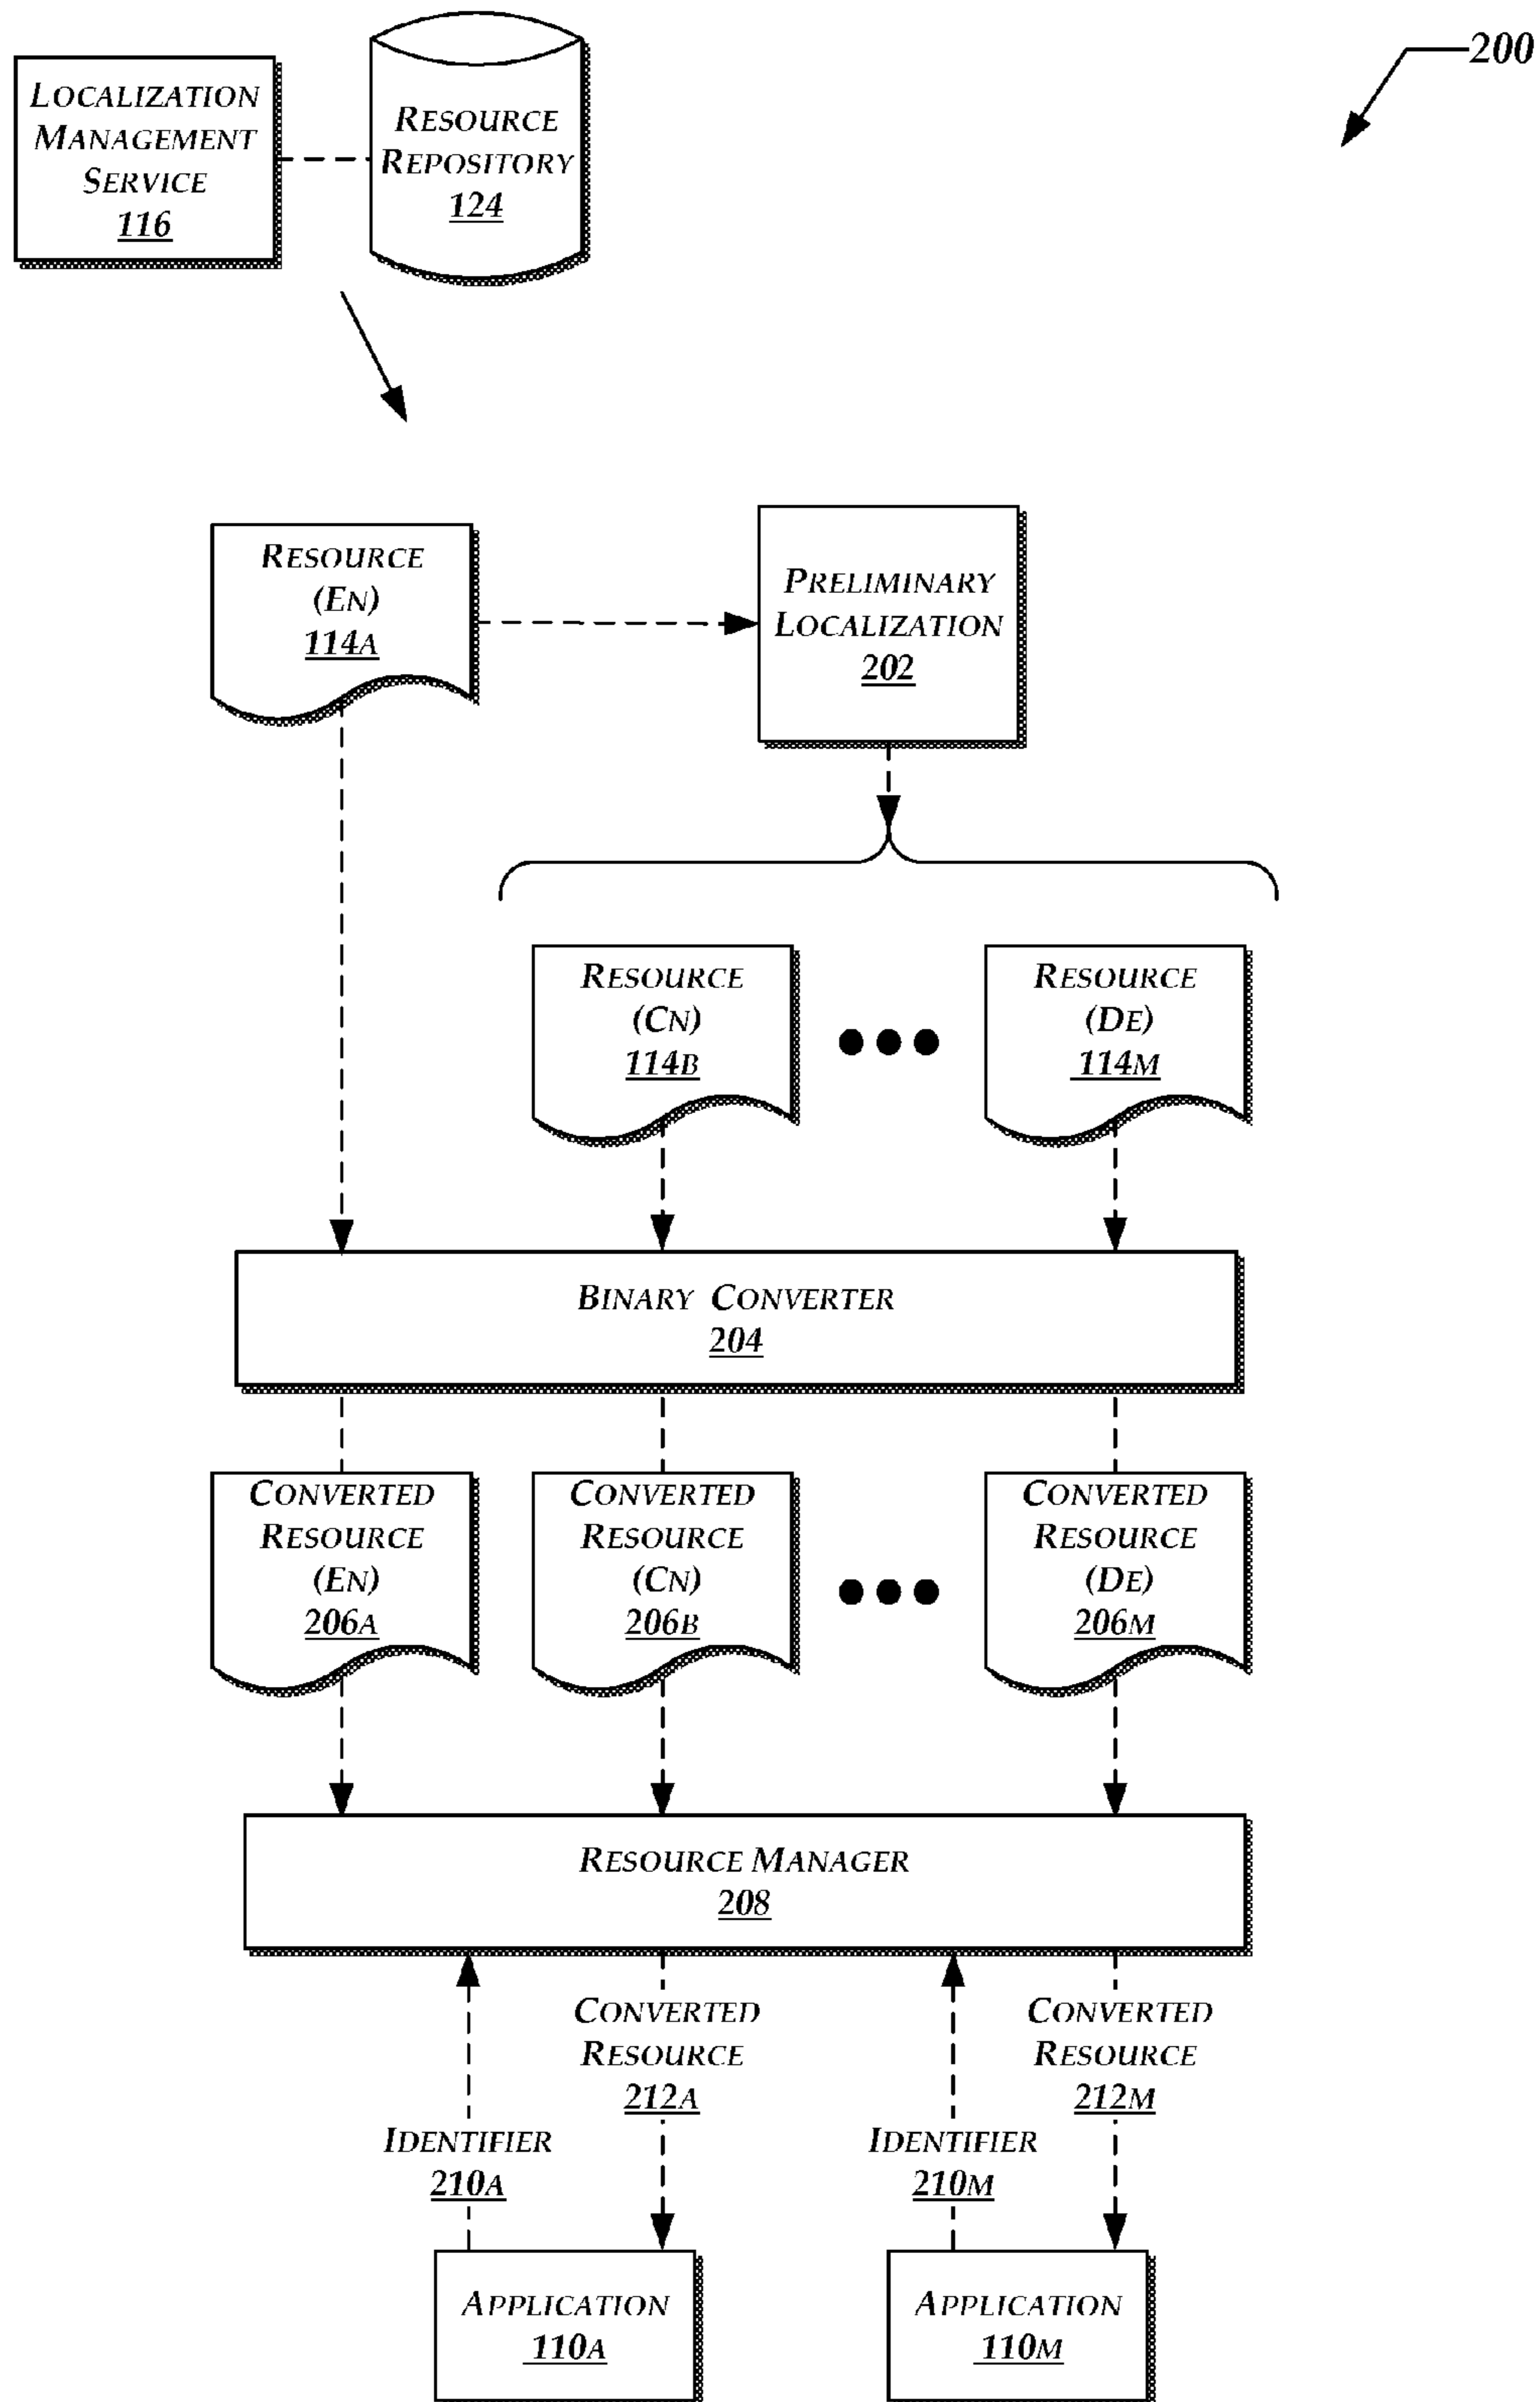 200
LOCALIZATION
MANAGEMENT
SERVICE
116
RESOURCE
REPOSITORY
124
RESOURCE
(EN)
114A
PRELIMINARY
LOCALIZATION
202
RESOURCE
(CN)
114B
RESOURCE
(DE)
114M
BINARY CONVERTER
204
CONVERTED
RESOURCE
(EN)
206A
CONVERTED
RESOURCE
(CN)
206B
CONVERTED
RESOURCE
(DE)
206M
RESOURCE MANAGER
208
IDENTIFIER
210A
CONVERTED
RESOURCE
212A
IDENTIFIER
210M
CONVERTED
RESOURCE
212M
APPLICATION
110A
APPLICATION
110M